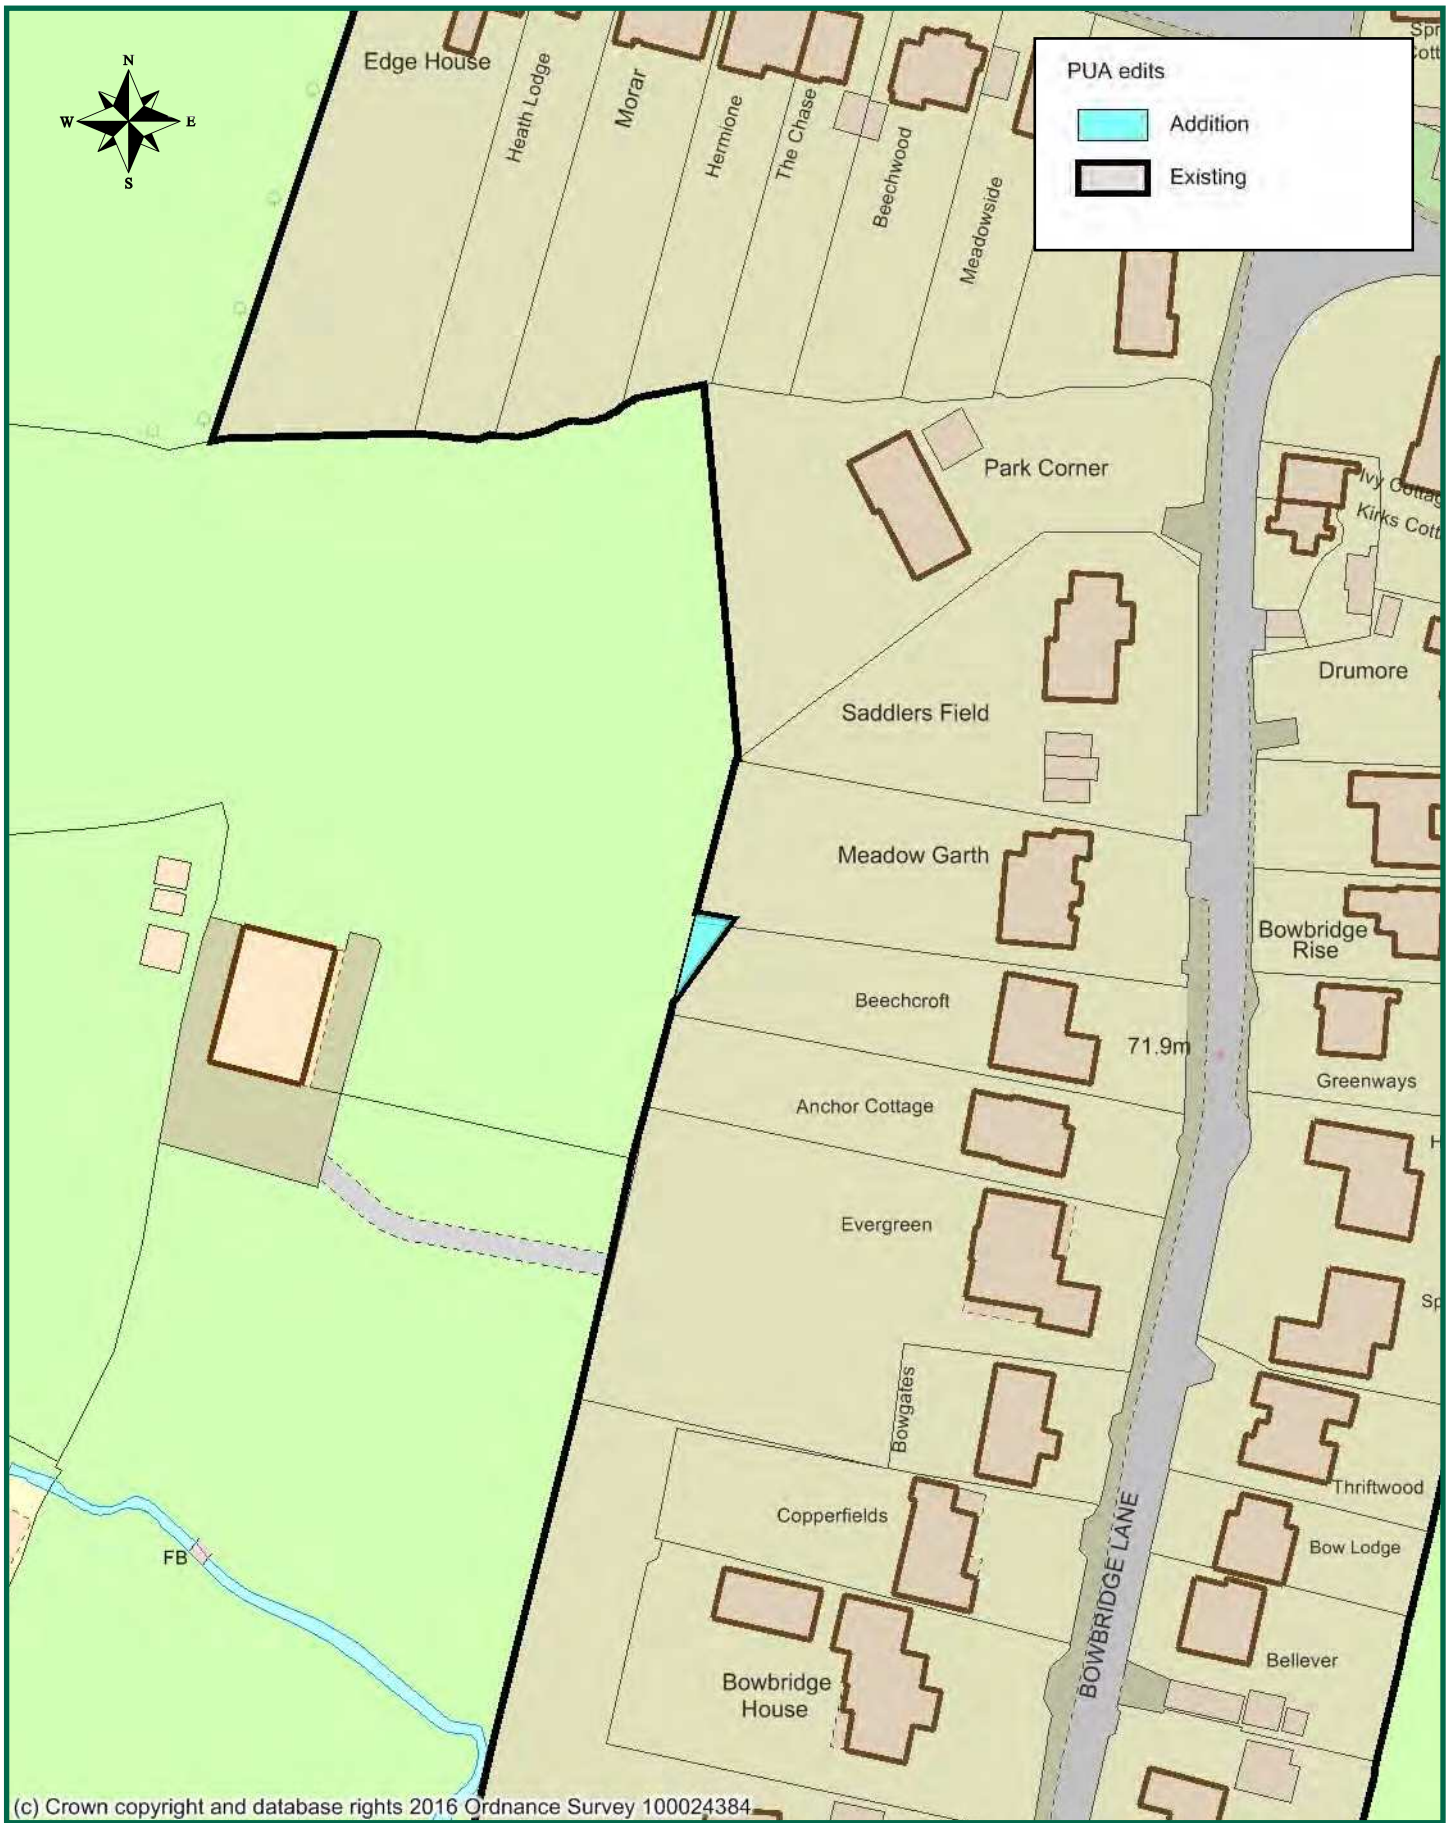 N
W E
S
Edge House
Heath Lodge
Morar
Hermione
The Chase
Beechwood
Meadowside
PUA edits
Addition
Existing
Park Corner
Kirks
Saddlers Field
Drumore
Meadow Garth
Bowbridge
Rise
Beechcroft
71.9m
Greenways
Anchor Cottage
Evergreen
Bowgates
Thriftwood
Copperfields
Bow Lodge
FB
BOWBRIDGE LANE
Bellever
Bowbridge
House
(c) Crown copyright and database rights 2016 Ordnance Survey 100024384